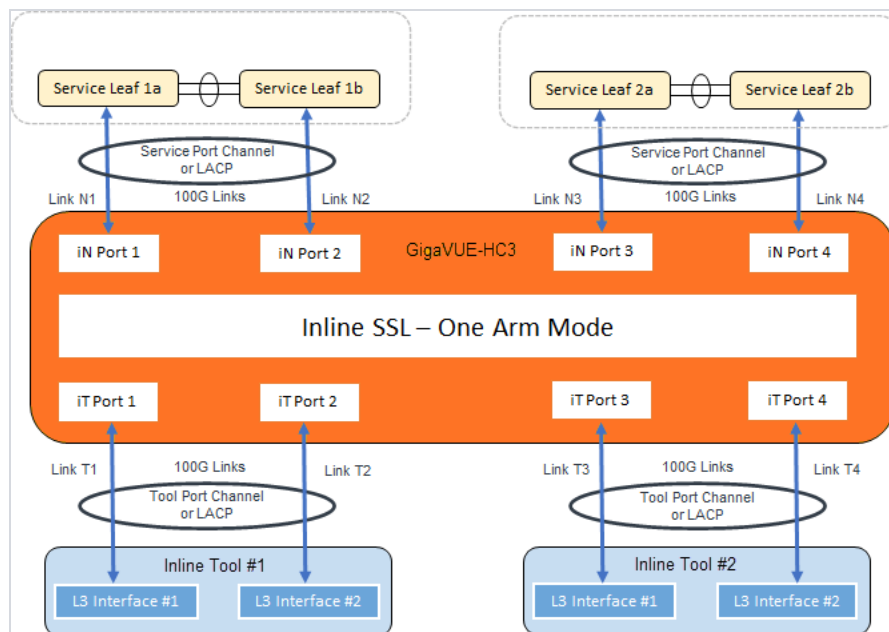 Service Leaf 1a
Service Leaf 1b
Service Leaf 2a
Service Leaf 2b
Service Port Channel
or LACP
Service Port Channel
or LACP
Link N1
100G Links
Link N2
Link N3
100G Links
Link N4
iN Port 1
iN Port 2
GigaVUE-HC3
iN Port 3
iN Port 4
Inline SSL – One Arm Mode
iT Port 1
iT Port 2
iT Port 3
iT Port 4
Link T1
100G Links
Link T2
Link T3
100G Links
Link T4
Tool Port Channel
or LACP
Tool Port Channel
or LACP
Inline Tool #1
Inline Tool #2
L3 Interface #1
L3 Interface #2
L3 Interface #1
L3 Interface #2